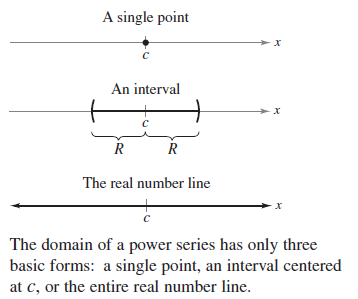 A single point
x
c
An interval
x
c
R R
The real number line
x
c
The domain of a power series has only three
basic forms: a single point, an interval centered
at c, or the entire real number line.